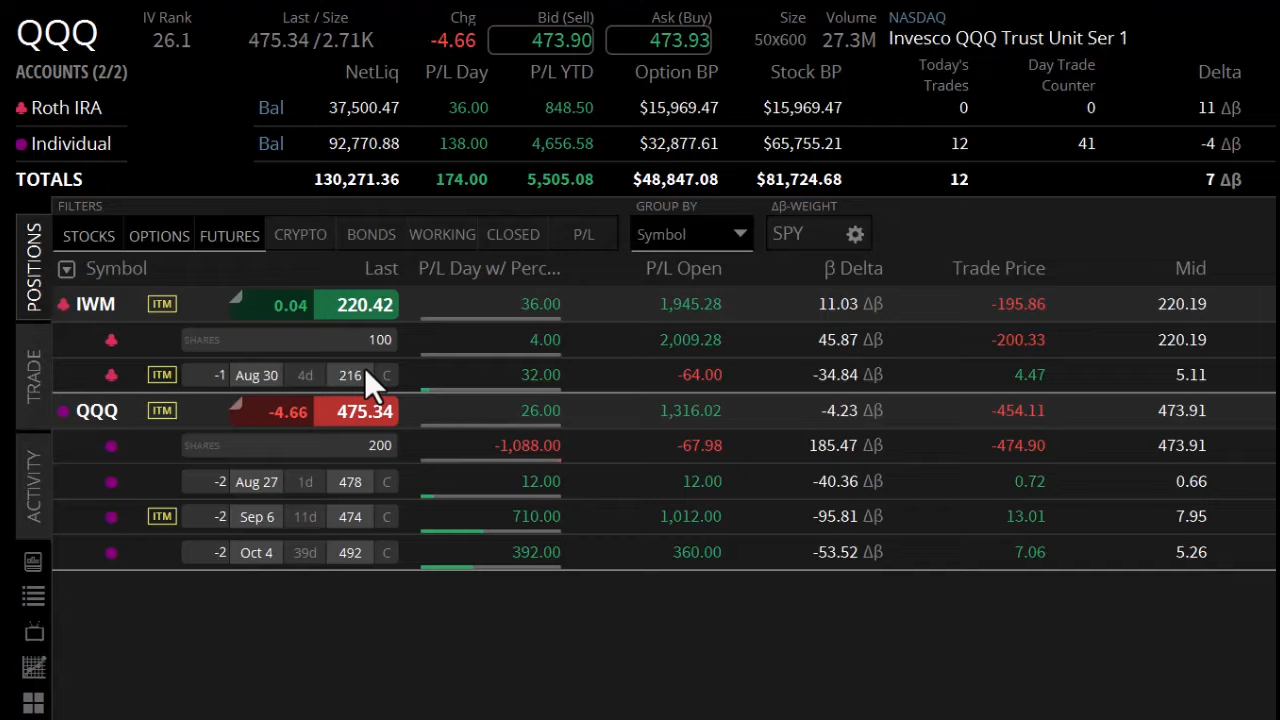 QQQ IV Rank Last / Size Chg Bid (Sell) Ask (Buy) Size Volume NASDAQ
26.1 475.34 /2.71K -4.66 473.90 473.93 50x600 27.3M Invesco QQQ Trust Unit Ser 1
ACCOUNTS (2/2) NetLiq P/L Day P/L YTD Option BP Stock BP Today's Trades Day Trade Counter Delta
Roth IRA Bal 37,500.47 36.00 848.50 $15,969.47 $15,969.47 0 0 11 Δβ
Individual Bal 92,770.88 138.00 4,656.58 $32,877.61 $65,755.21 12 41 -4 Δβ
TOTALS 130,271.36 174.00 5,505.08 $48,847.08 $81,724.68 12 7 Δβ
POSITIONS
TRADE
ACTIVITY
FILTERS GROUP BY Δβ-WEIGHT
STOCKS OPTIONS FUTURES CRYPTO BONDS WORKING CLOSED P/L Symbol SPY
Symbol Last P/L Day w/ Perc... P/L Open β Delta Trade Price Mid
IWM ITM 0.04 220.42 36.00 1,945.28 11.03 Δβ -195.86 220.19
SHARES 100 4.00 2,009.28 45.87 Δβ -200.33 220.19
ITM -1 Aug 30 4d 216 C 32.00 -64.00 -34.84 Δβ 4.47 5.11
QQQ ITM -4.66 475.34 26.00 1,316.02 -4.23 Δβ -454.11 473.91
SHARES 200 -1,088.00 -67.98 185.47 Δβ -474.90 473.91
-2 Aug 27 1d 478 C 12.00 12.00 -40.36 Δβ 0.72 0.66
ITM -2 Sep 6 11d 474 C 710.00 1,012.00 -95.81 Δβ 13.01 7.95
-2 Oct 4 39d 492 C 392.00 360.00 -53.52 Δβ 7.06 5.26